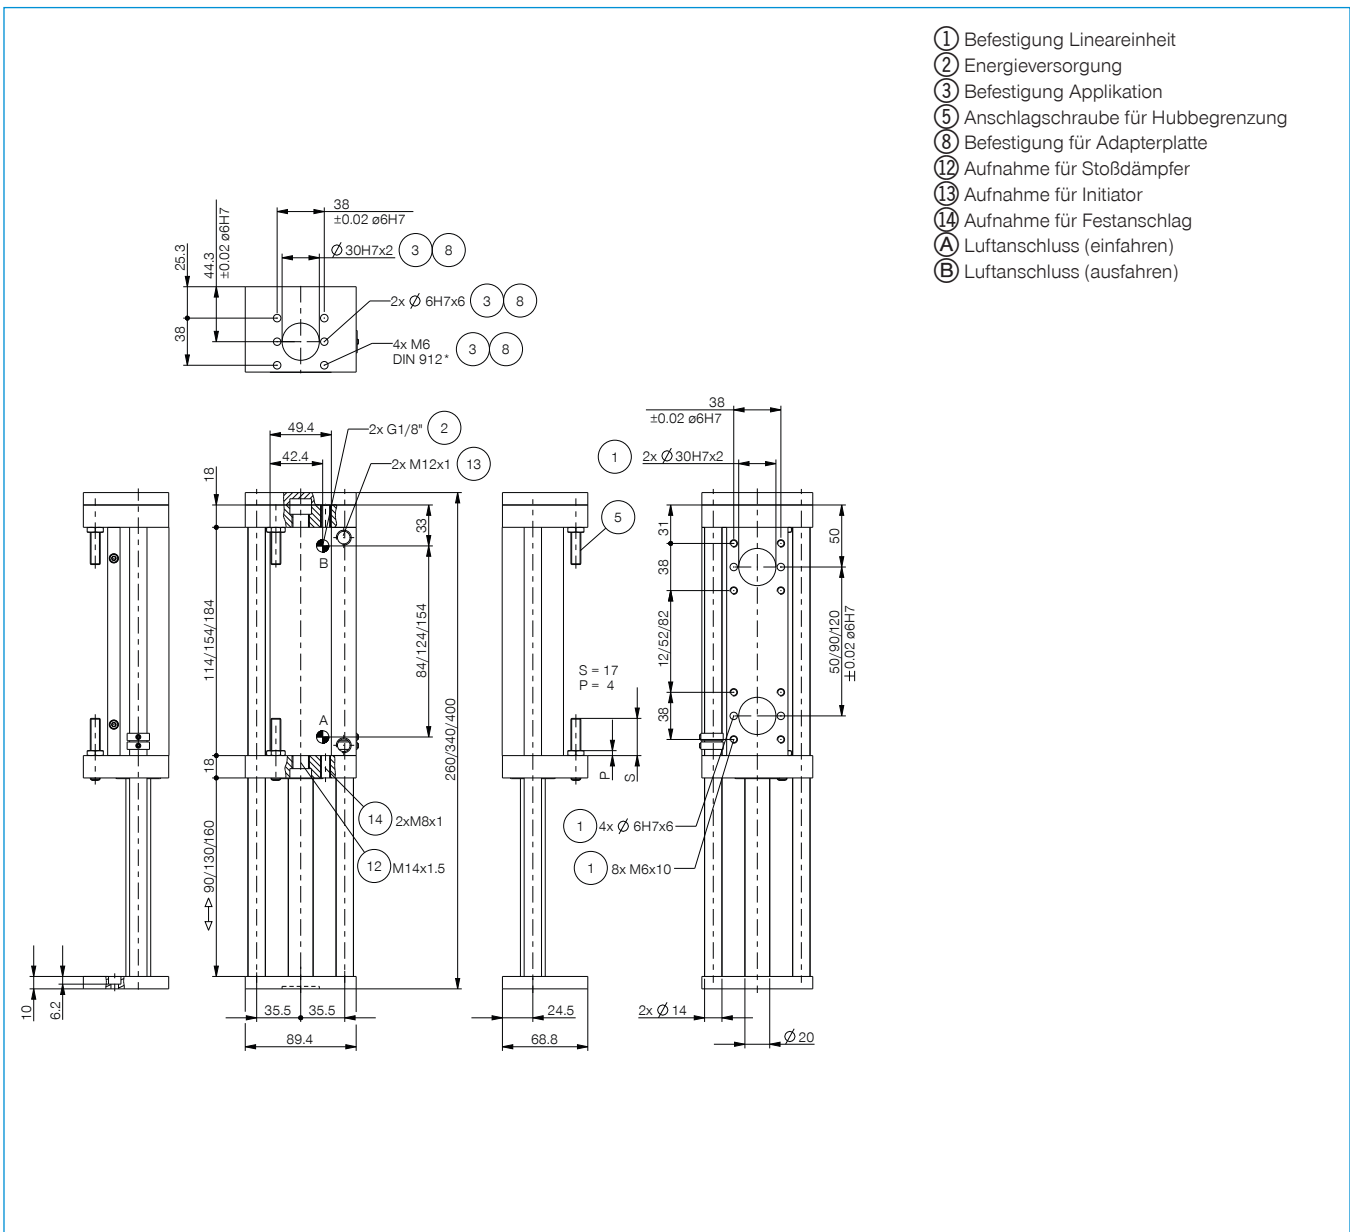 ① Befestigung Lineareinheit
② Energieversorgung
③ Befestigung Applikation
⑤ Anschlagschraube für Hubbegrenzung
⑧ Befestigung für Adapterplatte
⑫ Aufnahme für Stoßdämpfer
⑬ Aufnahme für Initiator
⑭ Aufnahme für Festanschlag
Ⓐ Luftanschluss (einfahren)
Ⓑ Luftanschluss (ausfahren)
38
±0.02 ø6H7
Ø 30H7x2 3 8
25.3
44.3
±0.02 ø6H7
38
2x Ø 6H7x6 3 8
4x M6
DIN 912*
3 8
49.4
42.4
2x G1/8" 2
2x M12x1 13
18
33
B
114/154/184
84/124/154
260/340/400
A
18
90/130/160
14 2xM8x1
12 M14x1.5
10
6.2
35.5 35.5
89.4
5
S = 17
P = 4
P
S
24.5
68.8
38
±0.02 ø6H7
1 2x Ø 30H7x2
31
38
12/52/82
38
50
50/90/120
±0.02 ø6H7
1 4x Ø 6H7x6
1 8x M6x10
2x Ø 14
Ø 20